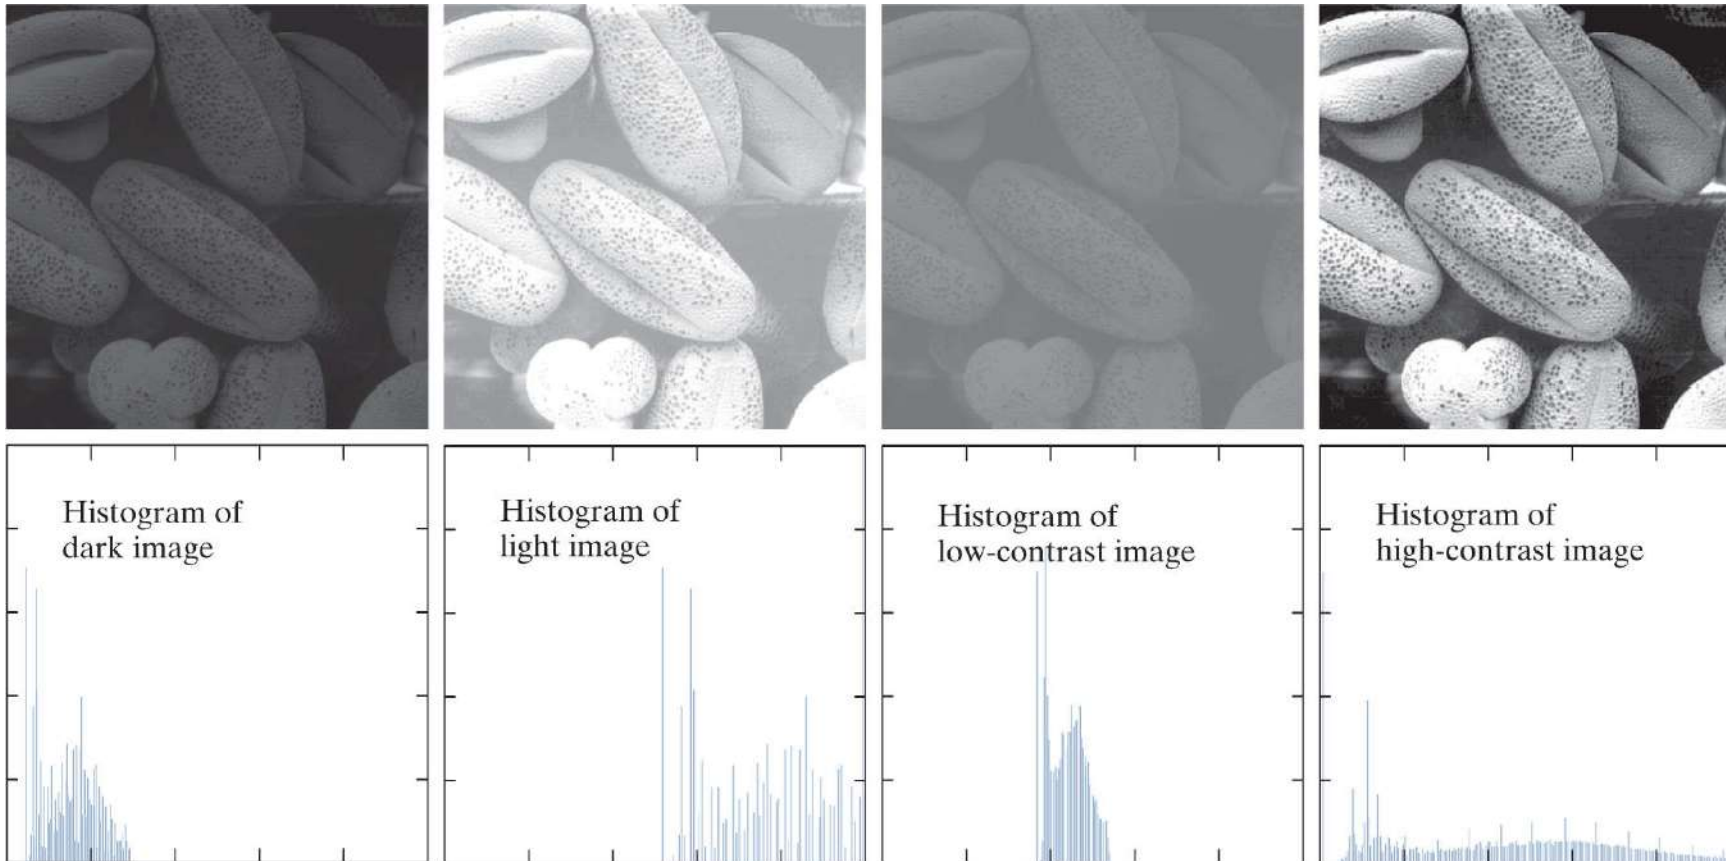 Histogram of
dark image
Histogram of
light image
Histogram of
low-contrast image
Histogram of
high-contrast image